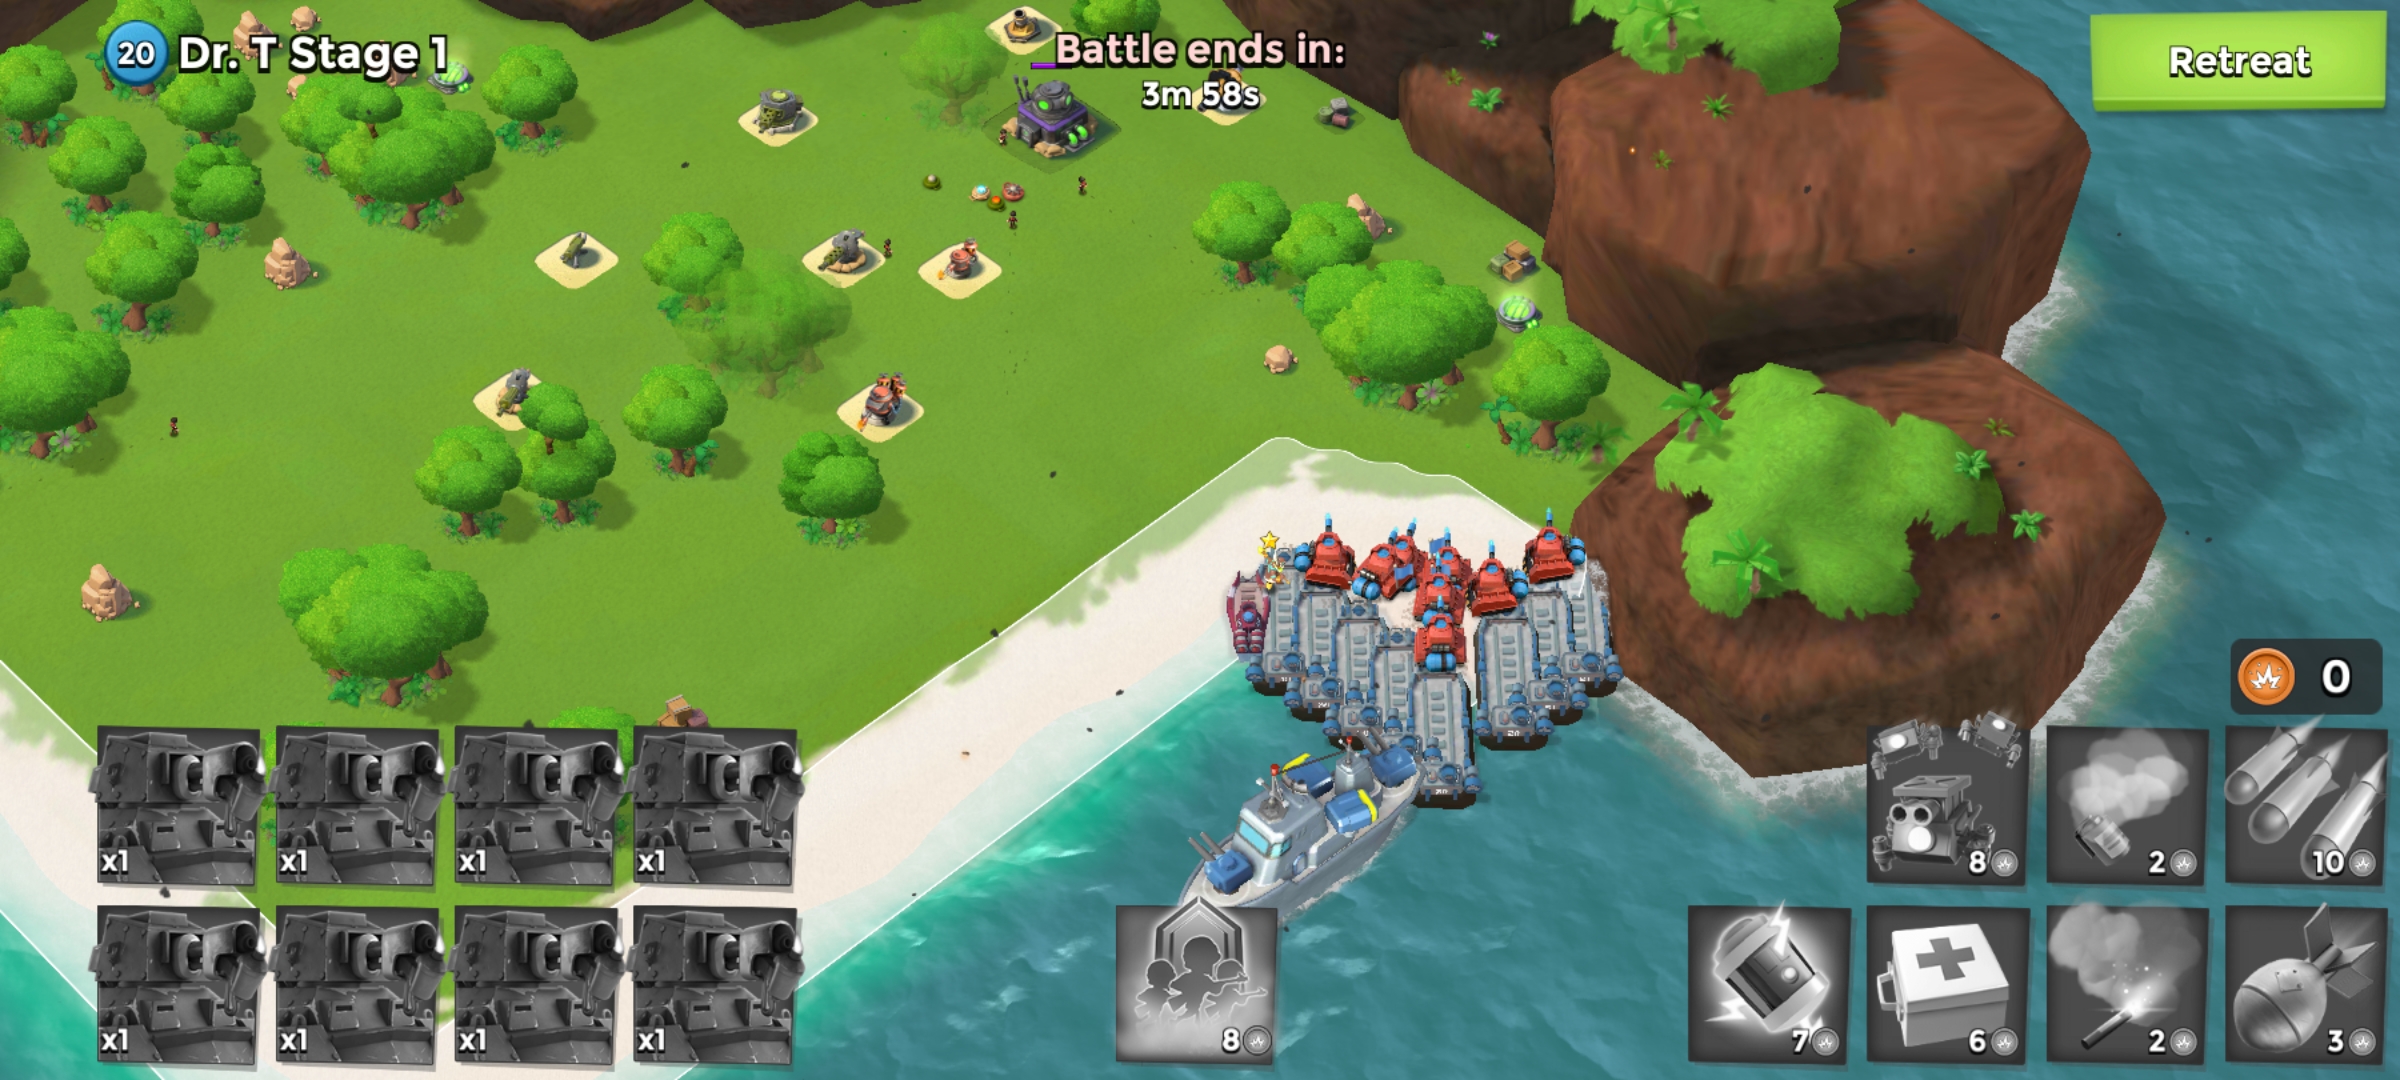 20 Dr. T Stage 1
Battle ends in:
3m 58s
Retreat
0
x1 x1 x1 x1
8 2 10
x1 x1 x1 x1
8
7 6 2 3